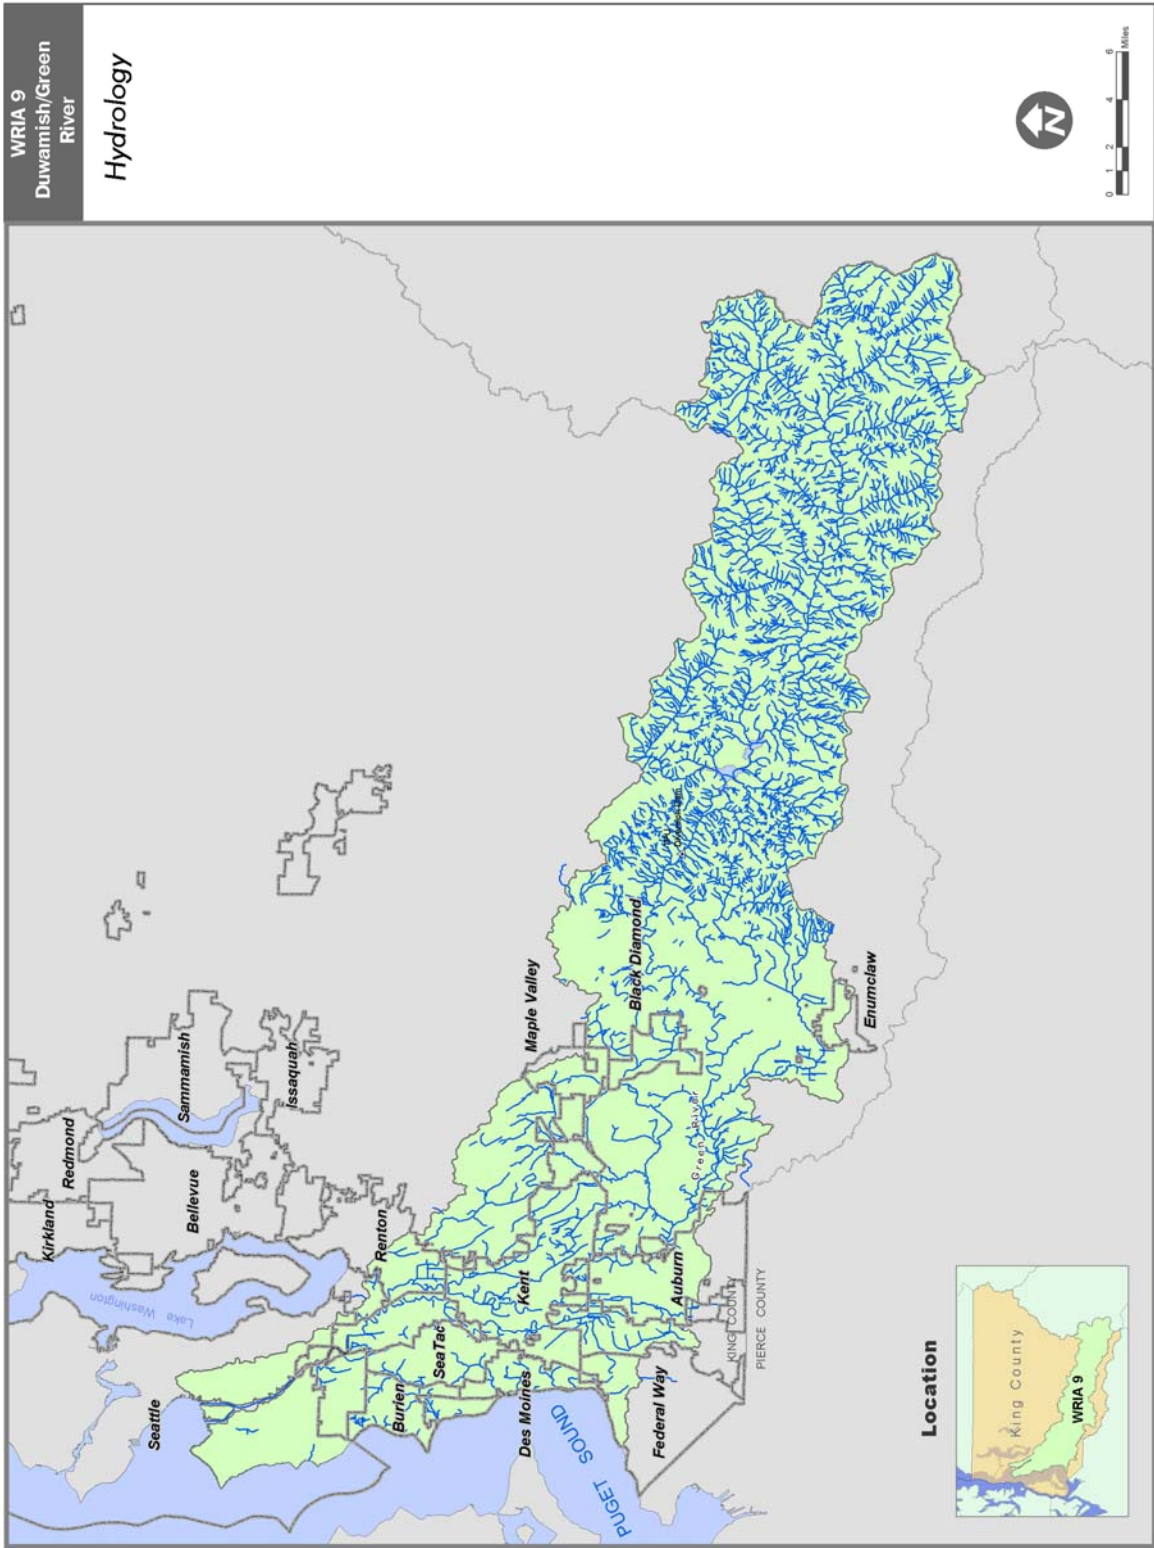 WRIA 9
Duwamish/Green
River
Hydrology
N
0 1 2 4 6
Miles
Kirkland
Redmond
Sammamish
Bellevue
Issaquah
Lake Washington
Seattle
Renton
Maple Valley
Black Diamond
Burien
SeaTac
Kent
Des Moines
Auburn
Green River
Enumclaw
Federal Way
PUGET SOUND
KING COUNTY
PIERCE COUNTY
Location
King County
WRIA 9